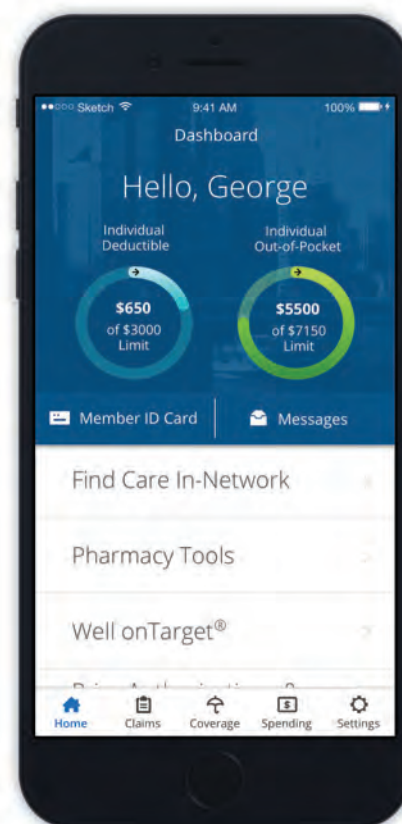 Sketch 9:41 AM 100%
Dashboard
Hello, George
Individual
Deductible
Individual
Out-of-Pocket
$650
of $3000
Limit
$5500
of $7150
Limit
Member ID Card
Messages
Find Care In-Network
Pharmacy Tools
Well onTarget®
Home Claims Coverage Spending Settings